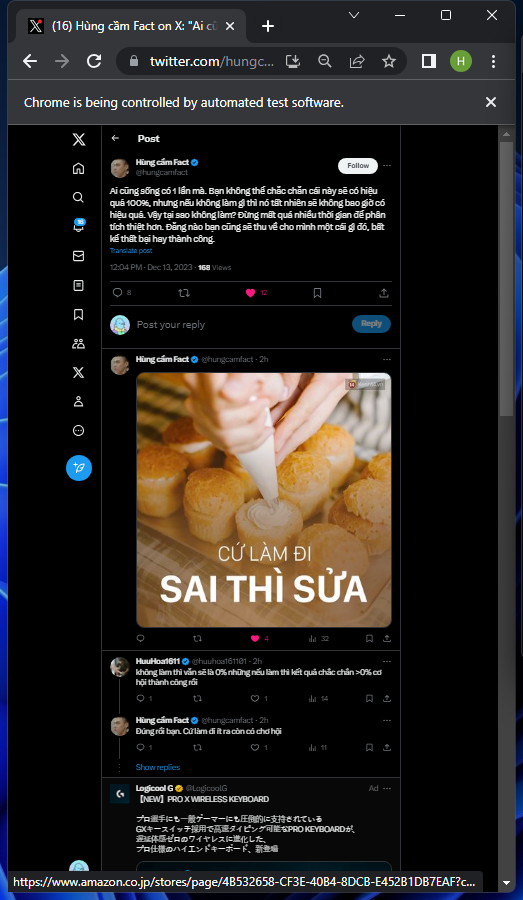 (16) Hùng cầm Fact on X: "Ai cũ
twitter.com/hungc...
H
Chrome is being controlled by automated test software.
Post
Hùng cầm Fact
@hungcamfact
Follow
Ai cũng sống có 1 lần mà. Bạn không thể chắc chắn cái này sẽ có hiệu
quả 100%, nhưng nếu không làm gì thì nó tất nhiên sẽ không bao giờ có
hiệu quả. Vậy tại sao không làm? Đừng mất quá nhiều thời gian để phân
tích thiệt hơn. Đằng nào bạn cũng sẽ thu về cho mình một cái gì đó, bất
kể thất bại hay thành công.
Translate post
12:04 PM · Dec 13, 2023 · 168 Views
8 12
16
Post your reply
Reply
Hùng cầm Fact @hungcamfact · 2h
CỨ LÀM ĐI
SAI THÌ SỬA
4 32
HuuHoa1611 @huuhoa161101 · 2h
không làm thì vẫn sẽ là 0% nhưng nếu làm thì kết quả chắc chắn >0% cơ
hội thành công rồi
1 1 14
Hùng cầm Fact @hungcamfact · 2h
Đúng rồi bạn. Cứ làm đi ít ra còn có chơ hội
1 1 11
Show replies
Logicool G @LogicoolG
Ad
【NEW】PRO X WIRELESS KEYBOARD
プロ選手にも一般ゲーマーにも圧倒的に支持されている
GXキースイッチ採用で高速タイピング可能なPRO KEYBOARDが、
遅延体感ゼロのワイヤレスに進化した、
プロ仕様のハイエンドキーボード、新登場
https://www.amazon.co.jp/stores/page/4B532658-CF3E-40B4-8DCB-E452B1DB7EAF?c...